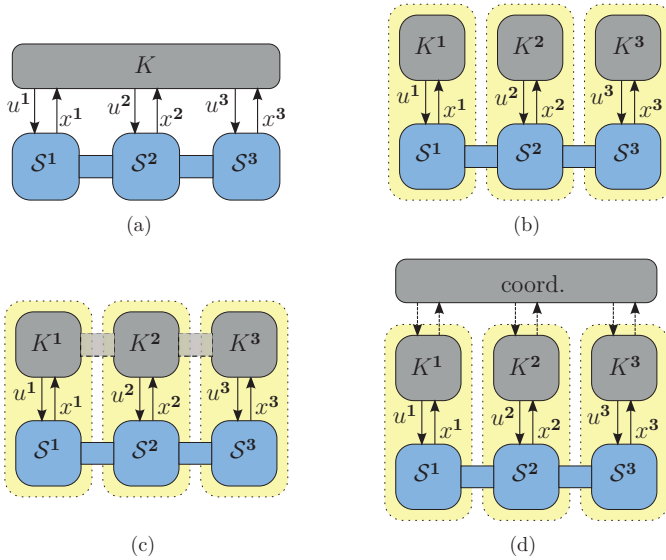 K
u¹ x¹ u² x² u³ x³
S¹ S² S³
(a)
K¹ K² K³
u¹ x¹ u² x² u³ x³
S¹ S² S³
(b)
K¹ K² K³
u¹ x¹ u² x² u³ x³
S¹ S² S³
(c)
coord.
K¹ K² K³
u¹ x¹ u² x² u³ x³
S¹ S² S³
(d)